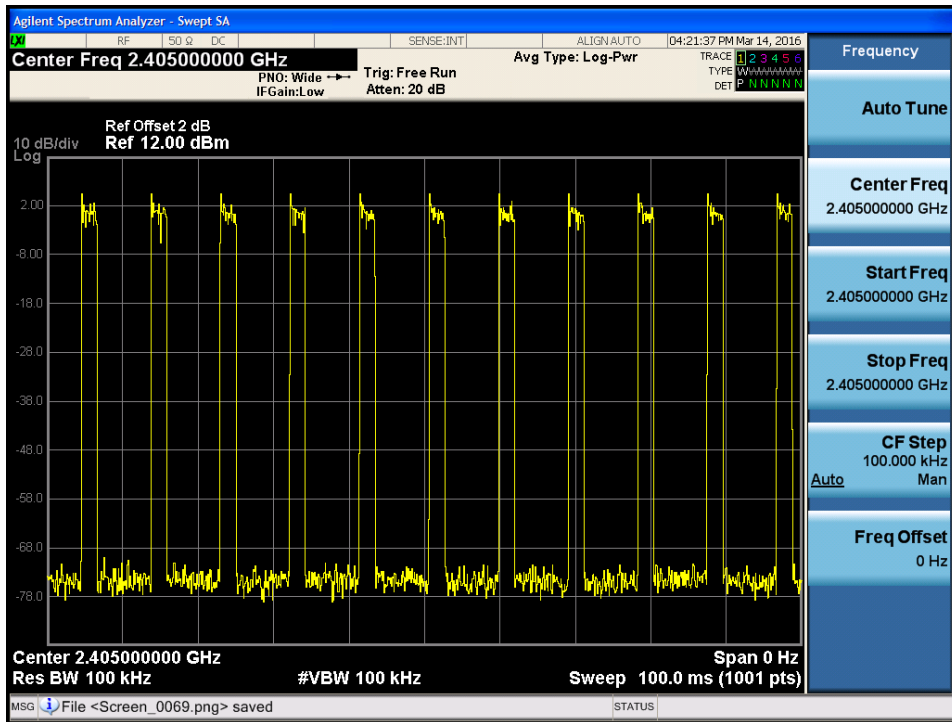 Agilent Spectrum Analyzer - Swept SA
LXI RF 50 Ω DC SENSE:INT ALIGN AUTO 04:21:37 PM Mar 14, 2016
Center Freq 2.405000000 GHz
PNO: Wide
IFGain:Low
Trig: Free Run
Atten: 20 dB
Avg Type: Log-Pwr
TRACE 1 2 3 4 5 6
TYPE W
DET P N N N N N
Ref Offset 2 dB
10 dB/div Ref 12.00 dBm
Log
2.00
-8.00
-18.0
-28.0
-38.0
-48.0
-58.0
-68.0
-78.0
Center 2.405000000 GHz Span 0 Hz
Res BW 100 kHz #VBW 100 kHz Sweep 100.0 ms (1001 pts)
MSG File <Screen_0069.png> saved STATUS
Frequency
Auto Tune
Center Freq
2.405000000 GHz
Start Freq
2.405000000 GHz
Stop Freq
2.405000000 GHz
CF Step
100.000 kHz
Auto Man
Freq Offset
0 Hz